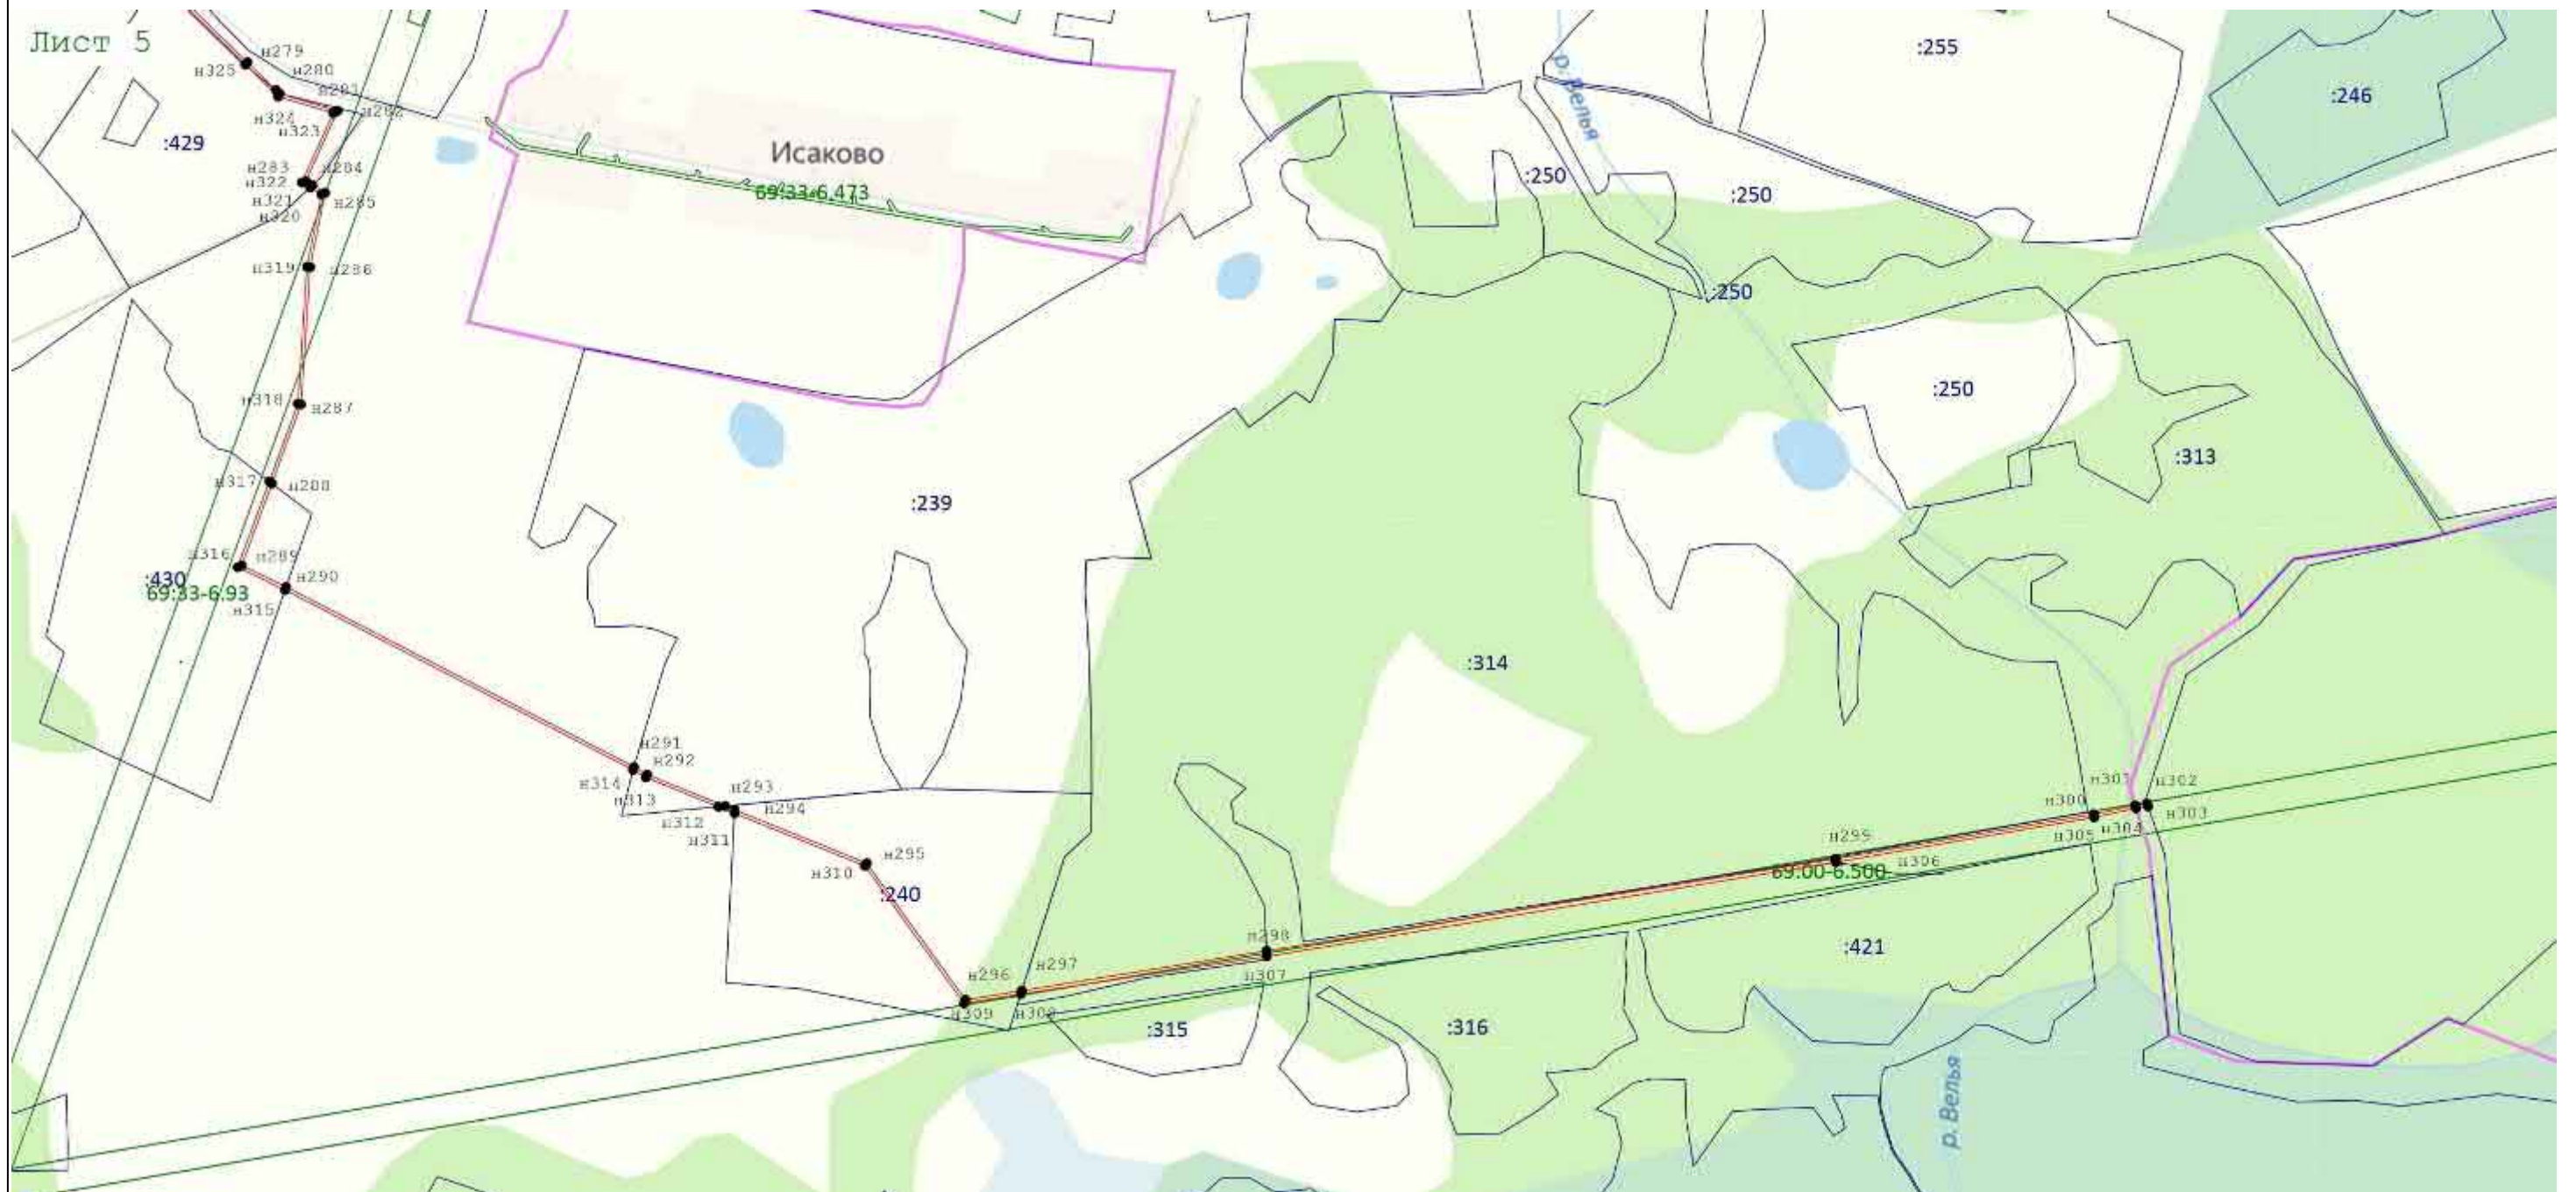 Лист 5
н279
н325
н280
н281
н282
н324
н323
:429
н283
н284
н322
н321
н285
н320
н319
н286
н318
н287
н317
н288
н316
н289
н290
:430
69:33-6.93
н315
Исаково
69:33-6.473
р. Велья
:255
:246
:250
:250
:250
:250
:313
:239
:314
н291
н292
н314
н313
н293
н294
н312
н311
н295
н310
:240
н296
н297
н309
н308
н298
н307
н299
69:00-6.500
н306
н300
н301
н302
н303
н304
н305
:421
:315
:316
р. Велья